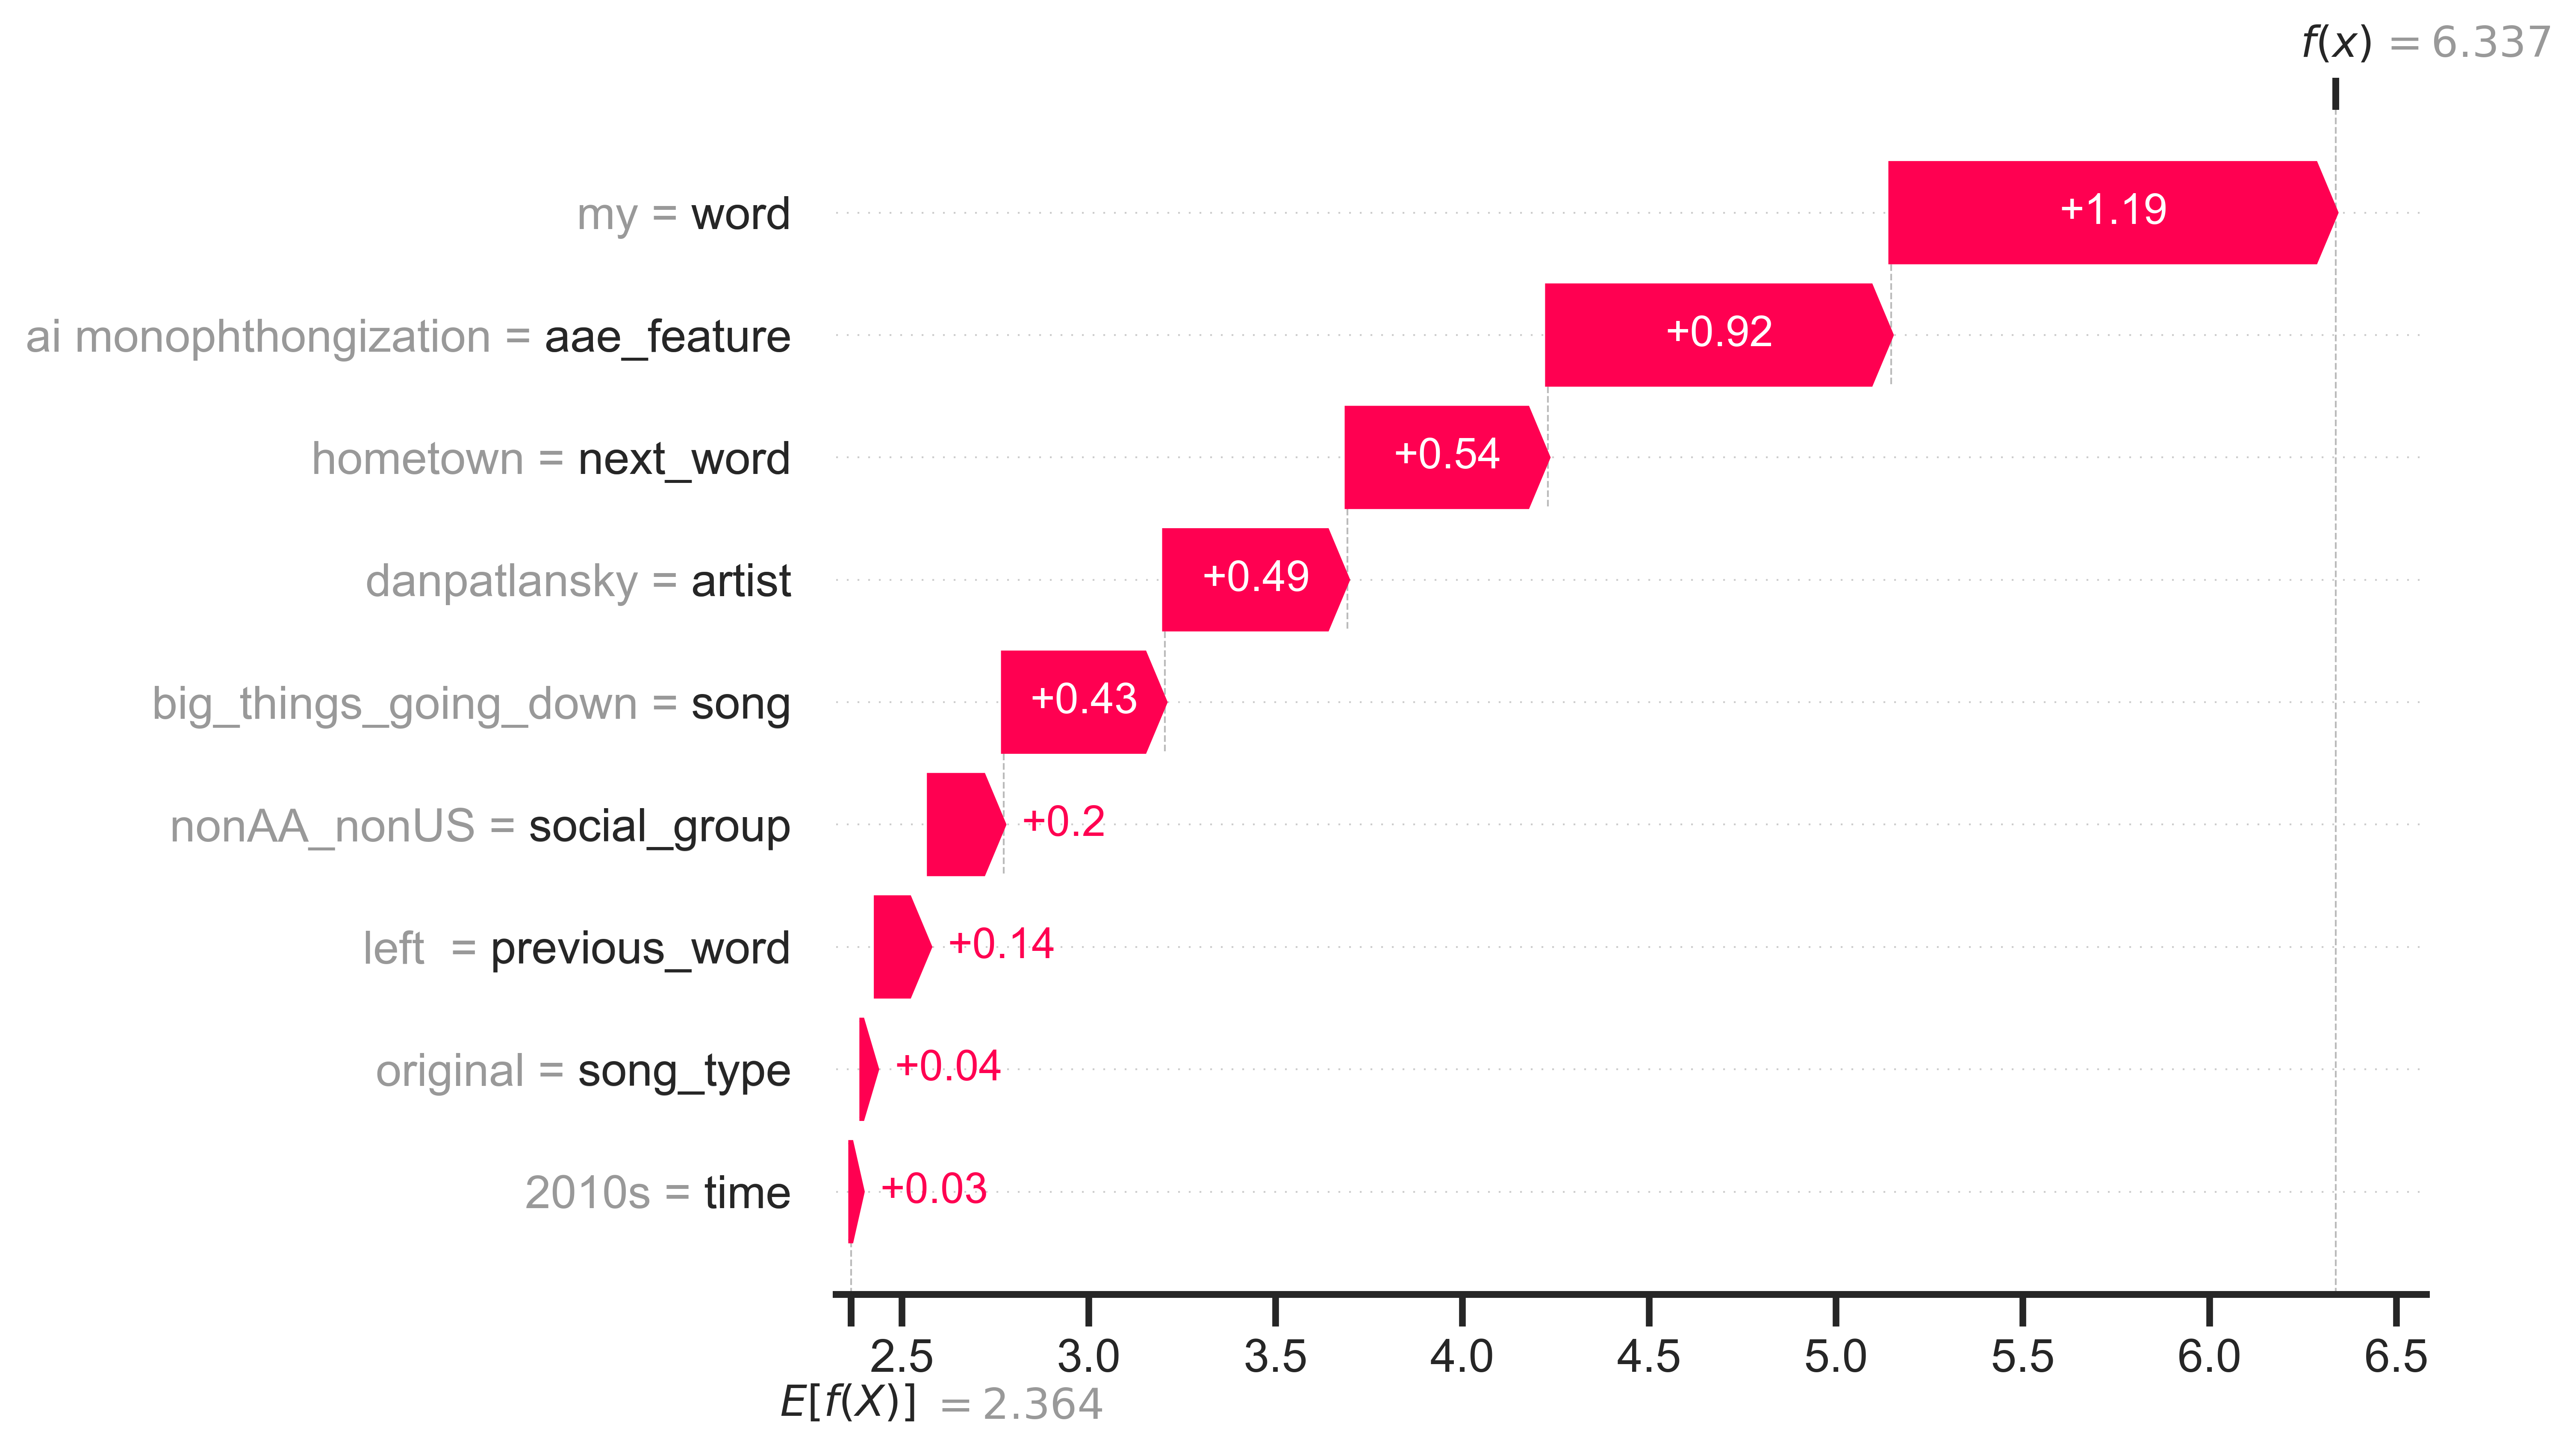 f(x) = 6.337
my = word
+1.19
ai monophthongization = aae_feature
+0.92
hometown = next_word
+0.54
danpatlansky = artist
+0.49
big_things_going_down = song
+0.43
nonAA_nonUS = social_group
+0.2
left  = previous_word
+0.14
original = song_type
+0.04
2010s = time
+0.03
2.5 3.0 3.5 4.0 4.5 5.0 5.5 6.0 6.5
E[f(X)] = 2.364